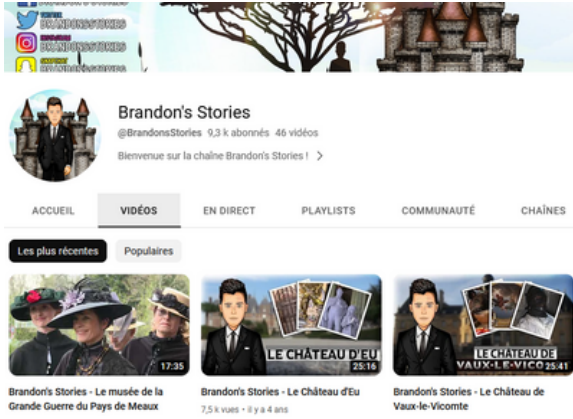 BRANDONSSTORIES
BRANDONSSTORIES
Brandon's Stories
@BrandonsStories 9,3 k abonnés 46 vidéos
Bienvenue sur la chaîne Brandon's Stories !
ACCUEIL VIDÉOS EN DIRECT PLAYLISTS COMMUNAUTÉ CHAÎNES
Les plus récentes Populaires
17:35 LE CHÂTEAU D'EU 25:16 LE CHÂTEAU DE
VAUX-LE-VICO 25:41
Brandon's Stories - Le musée de la Brandon's Stories - Le Château d'Eu Brandon's Stories - Le Château de
Grande Guerre du Pays de Meaux 7,5 k vues • il y a 4 ans Vaux-le-Vicomte